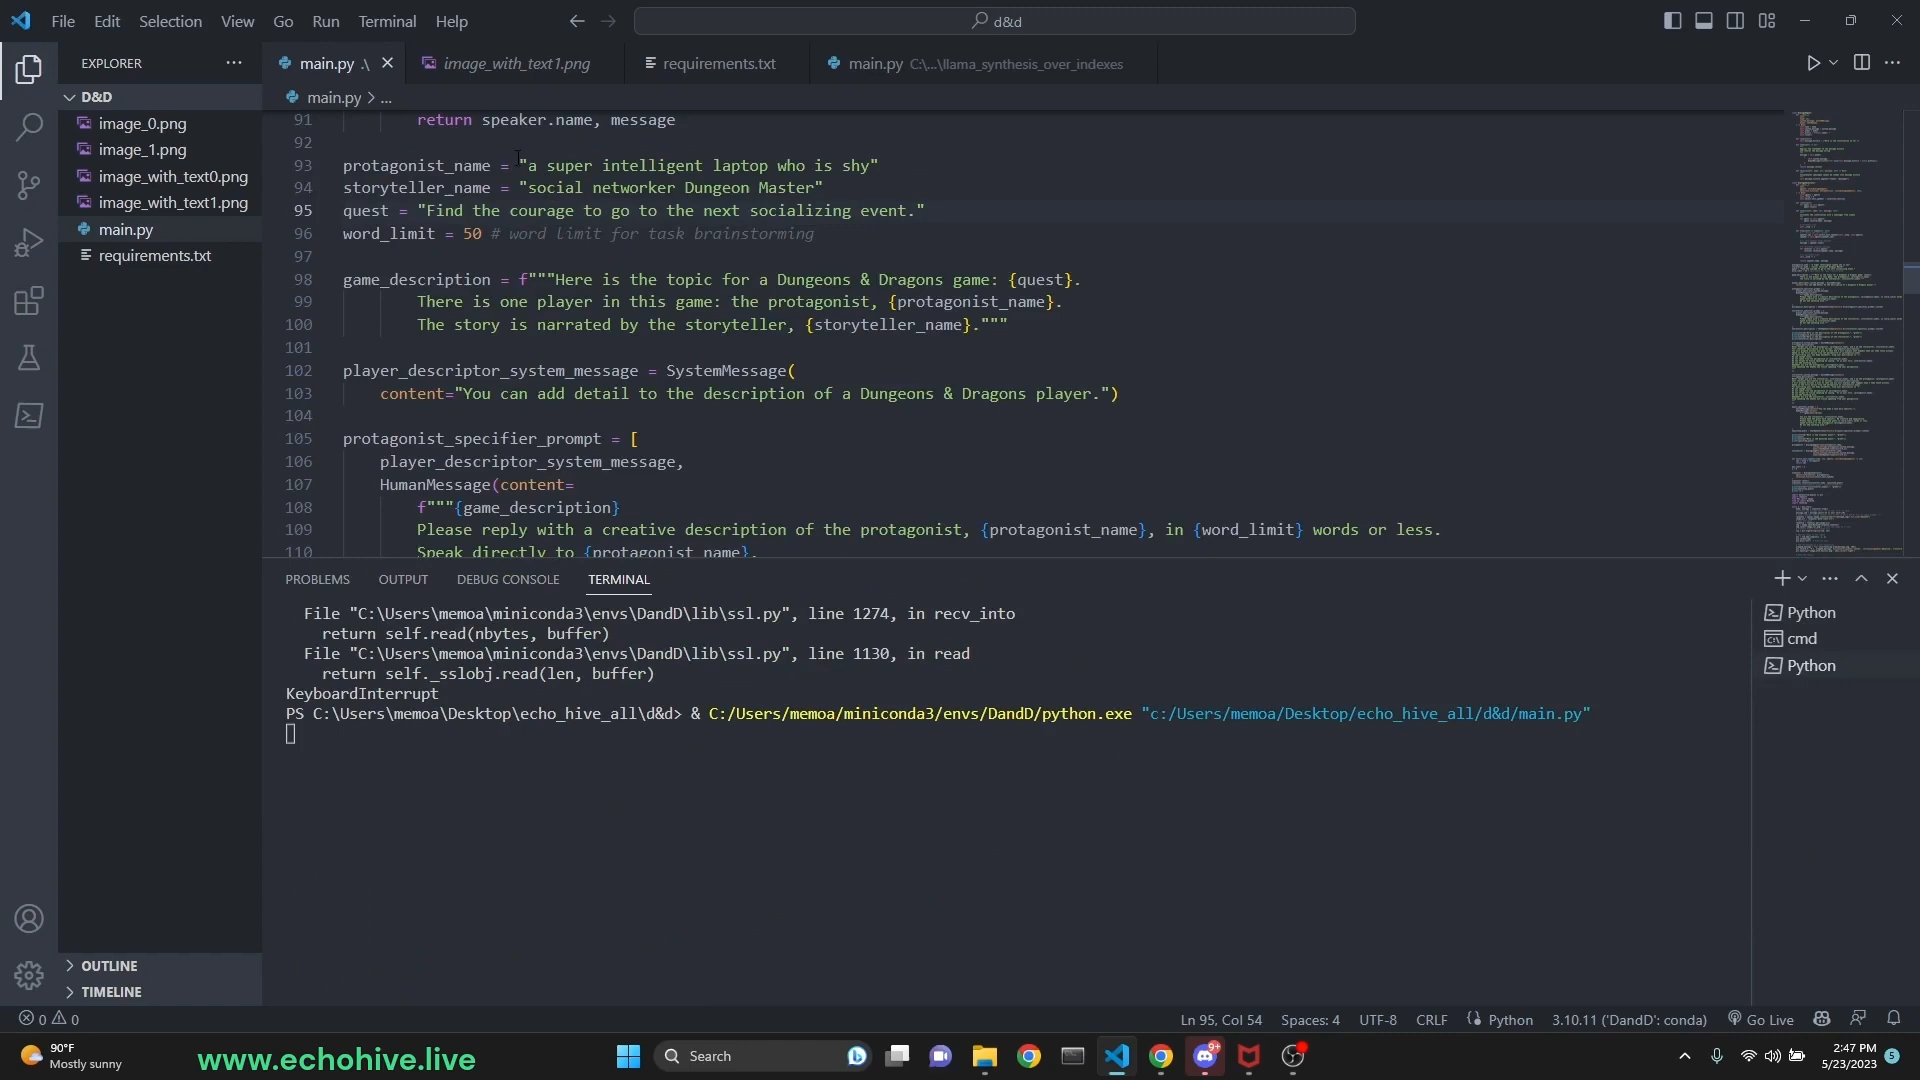 File Edit Selection View Go Run Terminal Help
d&d
EXPLORER
main.py .\
image_with_text1.png
requirements.txt
main.py C:\...\llama_synthesis_over_indexes
D&D
main.py > ...
image_0.png
image_1.png
image_with_text0.png
image_with_text1.png
main.py
requirements.txt
91 return speaker.name, message
92
93 protagonist_name = "a super intelligent laptop who is shy"
94 storyteller_name = "social networker Dungeon Master"
95 quest = "Find the courage to go to the next socializing event."
96 word_limit = 50 # word limit for task brainstorming
97
98 game_description = f"""Here is the topic for a Dungeons & Dragons game: {quest}.
99 There is one player in this game: the protagonist, {protagonist_name}.
100 The story is narrated by the storyteller, {storyteller_name}."""
101
102 player_descriptor_system_message = SystemMessage(
103 content="You can add detail to the description of a Dungeons & Dragons player.")
104
105 protagonist_specifier_prompt = [
106 player_descriptor_system_message,
107 HumanMessage(content=
108 f"""{game_description}
109 Please reply with a creative description of the protagonist, {protagonist_name}, in {word_limit} words or less.
110 Speak directly to {protagonist_name}.
PROBLEMS OUTPUT DEBUG CONSOLE TERMINAL
File "C:\Users\memoa\miniconda3\envs\DandD\lib\ssl.py", line 1274, in recv_into
return self.read(nbytes, buffer)
File "C:\Users\memoa\miniconda3\envs\DandD\lib\ssl.py", line 1130, in read
return self._sslobj.read(len, buffer)
KeyboardInterrupt
PS C:\Users\memoa\Desktop\echo_hive_all\d&d> & C:/Users/memoa/miniconda3/envs/DandD/python.exe "c:/Users/memoa/Desktop/echo_hive_all/d&d/main.py"
Python
cmd
Python
OUTLINE
TIMELINE
0 0
Ln 95, Col 54 Spaces: 4 UTF-8 CRLF Python 3.10.11 ('DandD': conda) Go Live
90°F
Mostly sunny
www.echohive.live
Search
9+
2:47 PM
5/23/2023
5